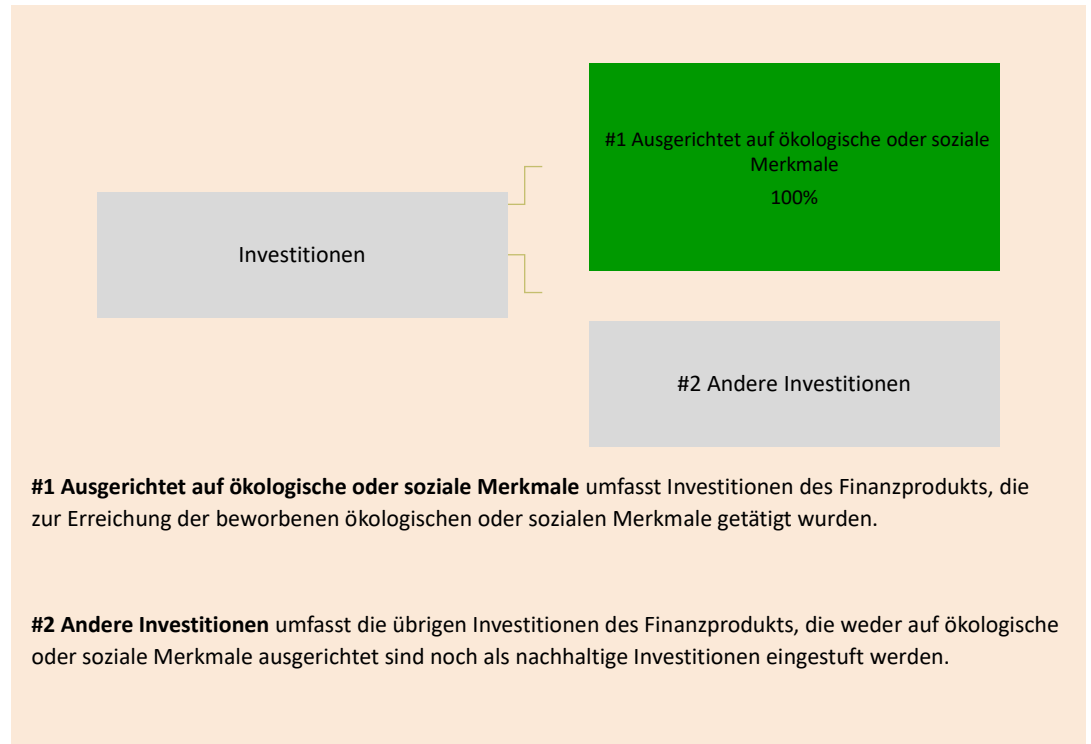 #1 Ausgerichtet auf ökologische oder soziale
Merkmale
100%
Investitionen
#2 Andere Investitionen
#1 Ausgerichtet auf ökologische oder soziale Merkmale umfasst Investitionen des Finanzprodukts, die
zur Erreichung der beworbenen ökologischen oder sozialen Merkmale getätigt wurden.
#2 Andere Investitionen umfasst die übrigen Investitionen des Finanzprodukts, die weder auf ökologische
oder soziale Merkmale ausgerichtet sind noch als nachhaltige Investitionen eingestuft werden.